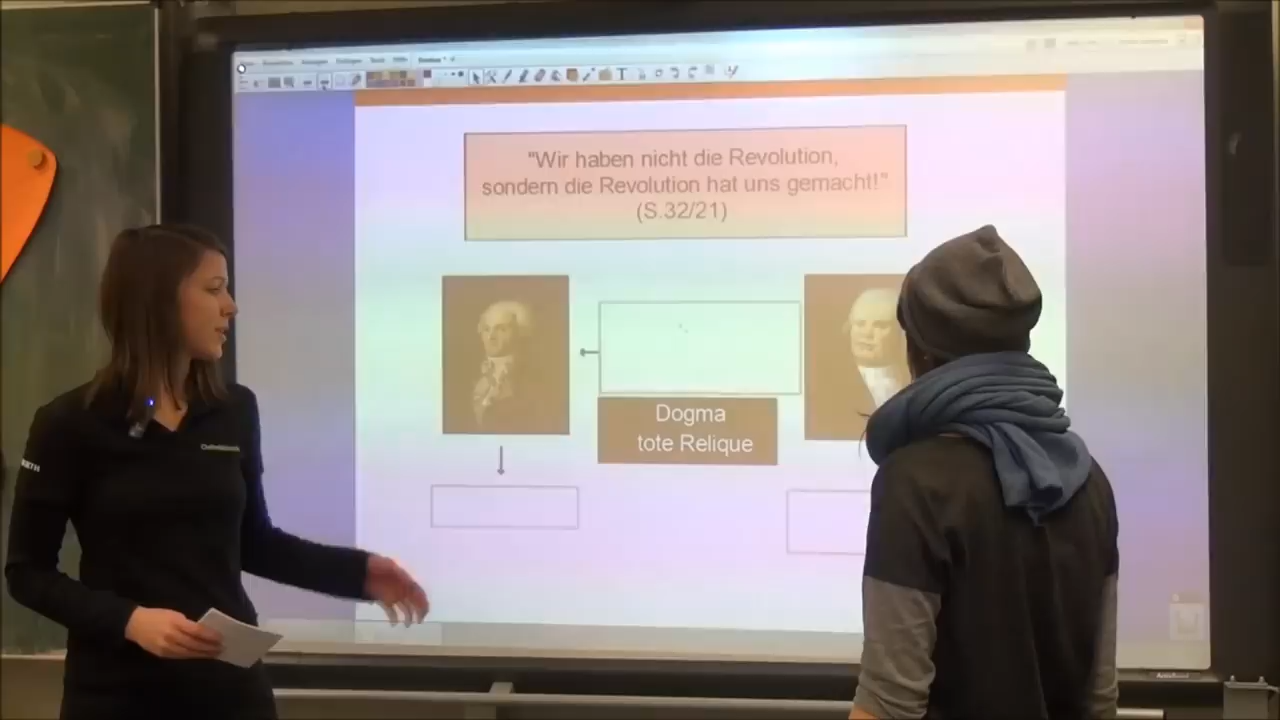 "Wir haben nicht die Revolution,
sondern die Revolution hat uns gemacht!"
(S.32/21)
Dogma
tote Relique